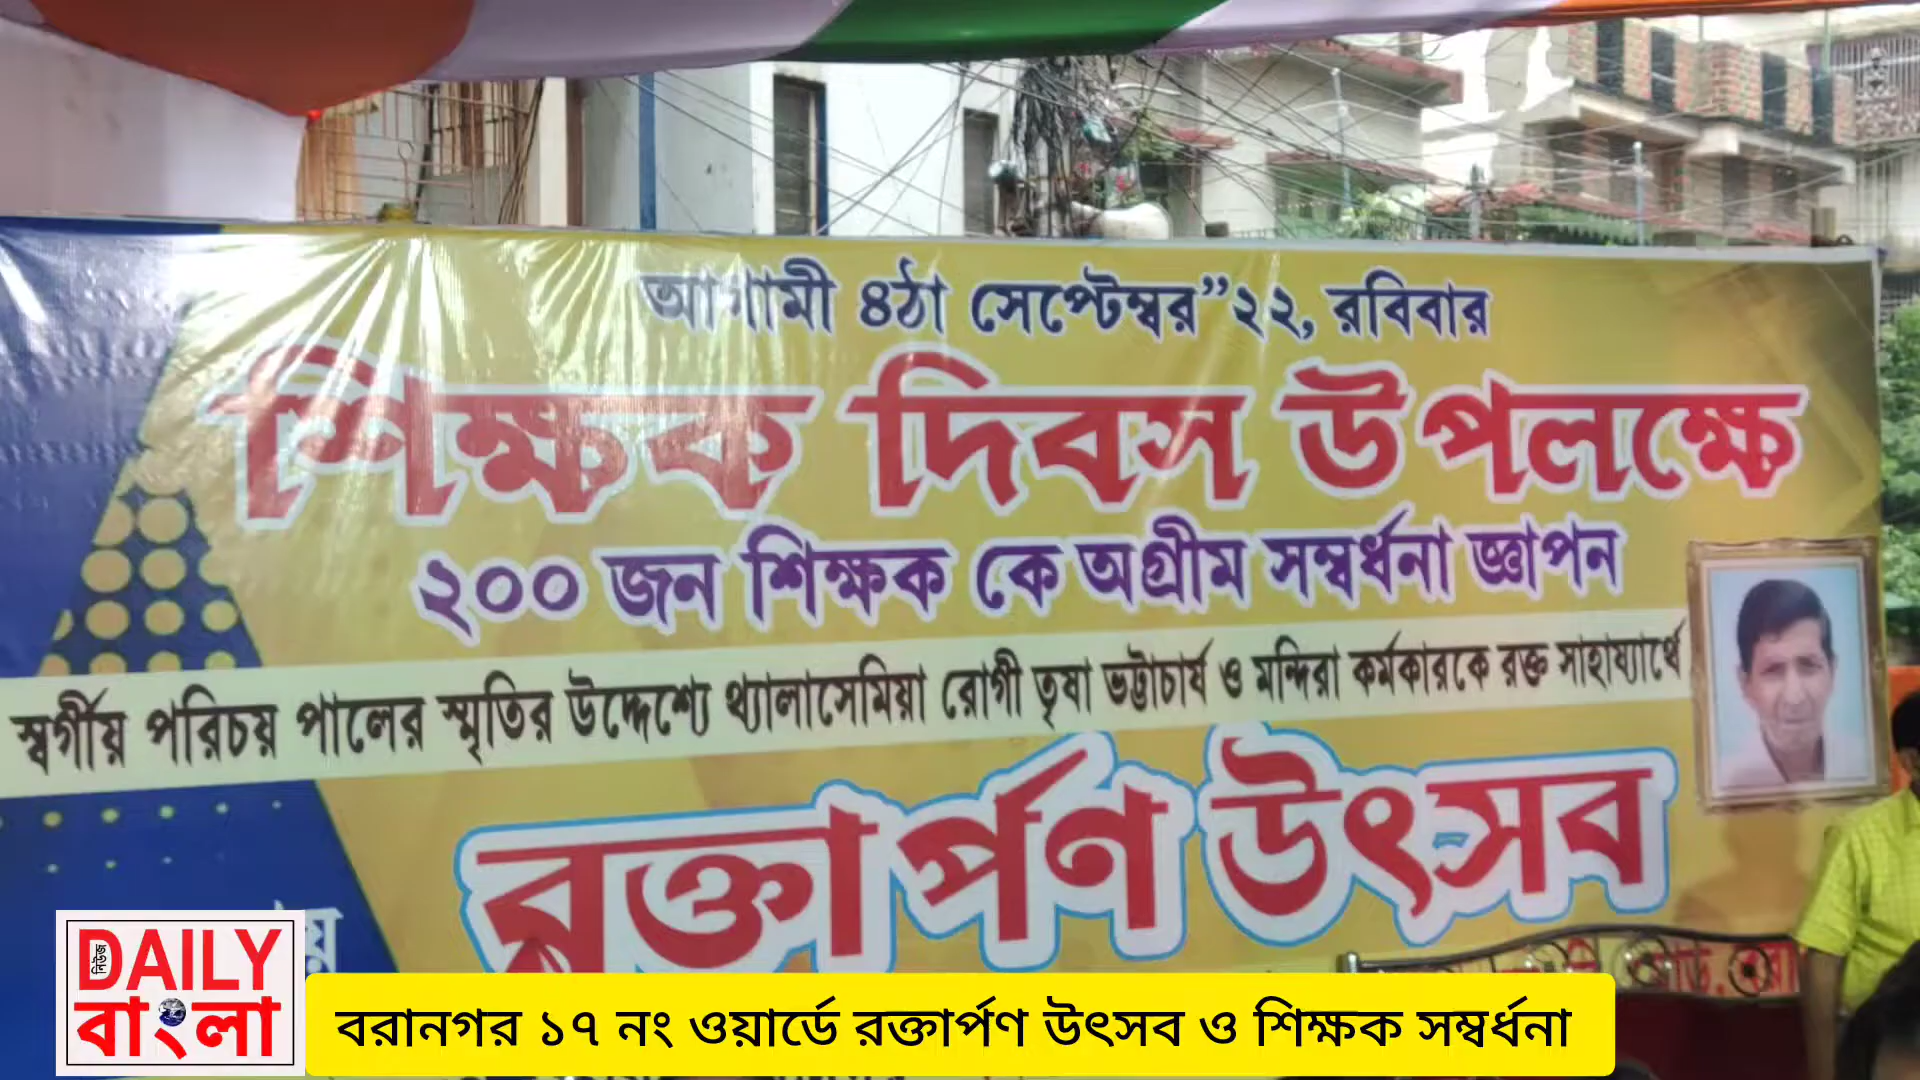 আগামী ৪ঠা সেপ্টেম্বর”২২, রবিবার
শিক্ষক দিবস উপলক্ষে
২০০ জন শিক্ষক কে অগ্রীম সম্বর্ধনা জ্ঞাপন
স্বর্গীয় পরিচয় পালের স্মৃতির উদ্দেশ্যে থ্যালাসেমিয়া রোগী তৃষা ভট্টাচার্য ও মন্দিরা কর্মকারকে রক্ত সাহায্যার্থে
রক্তার্পণ উৎসব
DAILY
নিউজ
বাংলা
বরানগর ১৭ নং ওয়ার্ডে রক্তার্পণ উৎসব ও শিক্ষক সম্বর্ধনা